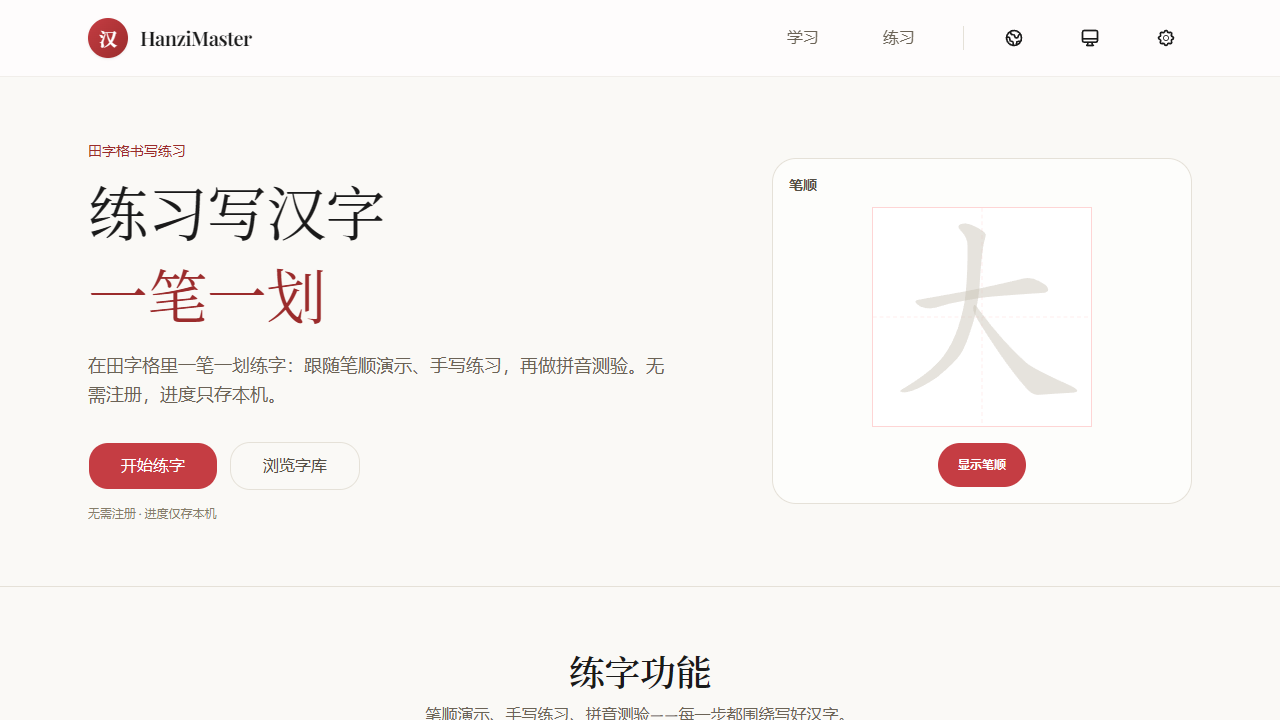 汉 HanziMaster
学习 练习
田字格书写练习
练习写汉字
一笔一划
在田字格里一笔一划练字：跟随笔顺演示、手写练习，再做拼音测验。无
需注册，进度只存本机。
开始练字 浏览字库
无需注册 · 进度仅存本机
笔顺
大
显示笔顺
练字功能
笔顺演示、手写练习、拼音测验——每一步都围绕写好汉字。